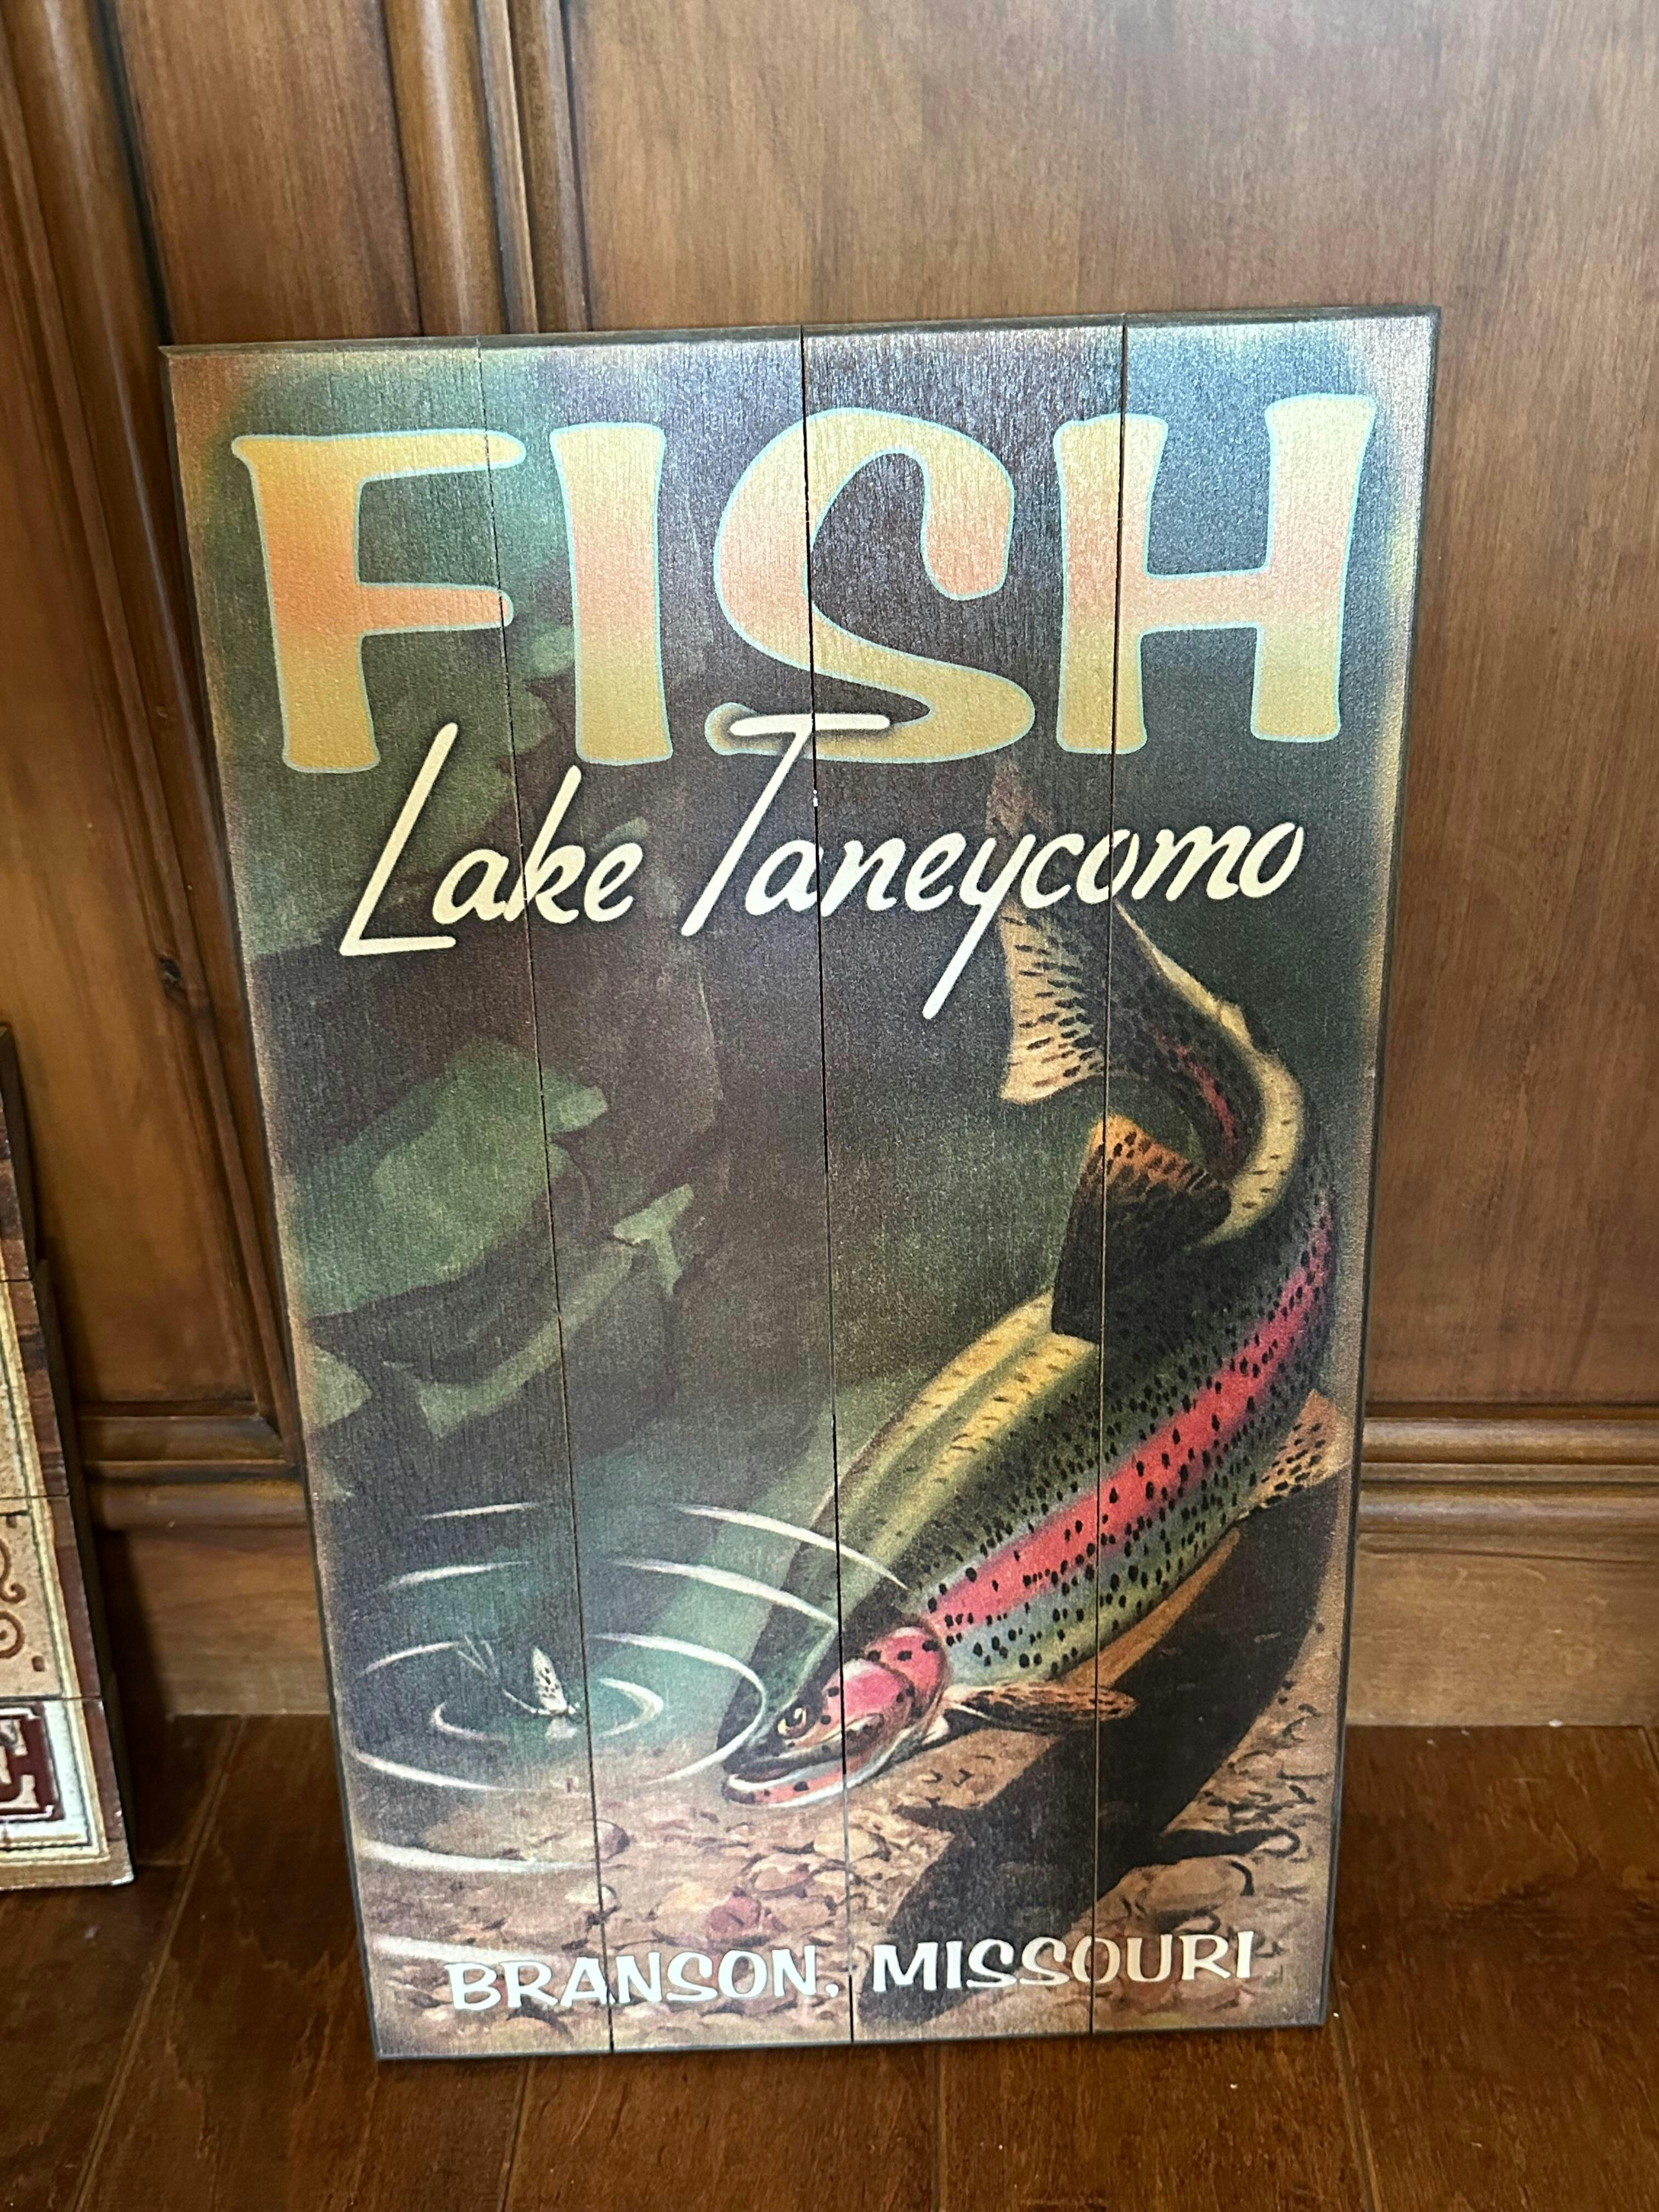 FISH
Lake Taneycomo
BRANSON, MISSOURI